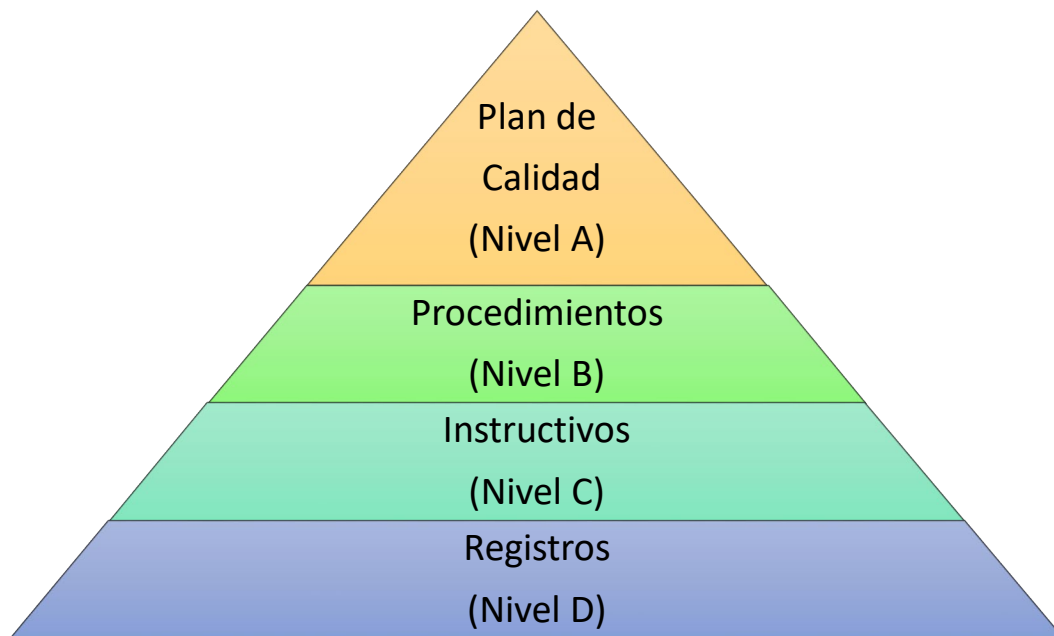 Plan de
Calidad
(Nivel A)
Procedimientos
(Nivel B)
Instructivos
(Nivel C)
Registros
(Nivel D)